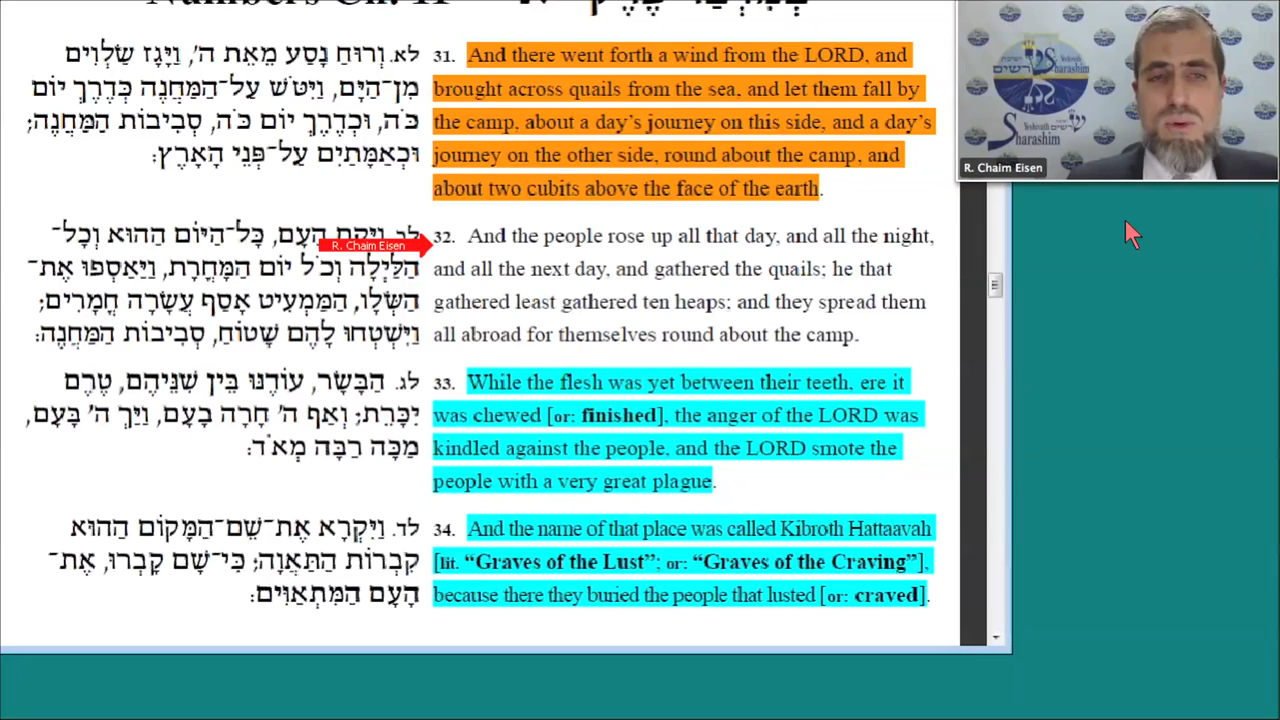 31. And there went forth a wind from the LORD, and
brought across quails from the sea, and let them fall by
the camp, about a day’s journey on this side, and a day’s
journey on the other side, round about the camp, and
about two cubits above the face of the earth.
32. And the people rose up all that day, and all the night,
and all the next day, and gathered the quails; he that
gathered least gathered ten heaps; and they spread them
all abroad for themselves round about the camp.
33. While the flesh was yet between their teeth, ere it
was chewed [or: finished], the anger of the LORD was
kindled against the people, and the LORD smote the
people with a very great plague.
34. And the name of that place was called Kibroth Hattaavah
[lit. “Graves of the Lust”; or: “Graves of the Craving”],
because there they buried the people that lusted [or: craved].
לא. וְרוּחַ נָסַע מֵאֵת ה', וַיָּגָז שַׂלְוִים
מִן־הַיָּם, וַיִּטֹּשׁ עַל־הַמַּחֲנֶה כְּדֶרֶךְ יוֹם
כֹּה, וּכְדֶרֶךְ יוֹם כֹּה, סְבִיבוֹת הַמַּחֲנֶה;
וּכְאַמָּתַיִם עַל־פְּנֵי הָאָרֶץ:
לב. וַיָּקָם הָעָם, כָּל־הַיּוֹם הַהוּא וְכָל־
הַלַּיְלָה וְכֹל יוֹם הַמָּחֳרָת, וַיַּאַסְפוּ אֶת־
הַשְּׂלָו, הַמַּמְעִיט אָסַף עֲשָׂרָה חֳמָרִים;
וַיִּשְׁטְחוּ לָהֶם שָׁטוֹחַ, סְבִיבוֹת הַמַּחֲנֶה:
לג. הַבָּשָׂר, עוֹדֶנּוּ בֵּין שִׁנֵּיהֶם, טֶרֶם
יִכָּרֵת; וְאַף ה' חָרָה בָעָם, וַיַּךְ ה' בָּעָם,
מַכָּה רַבָּה מְאֹד:
לד. וַיִּקְרָא אֶת־שֵׁם־הַמָּקוֹם הַהוּא
קִבְרוֹת הַתַּאֲוָה; כִּי־שָׁם קָבְרוּ, אֶת־
הָעָם הַמִּתְאַוִּים:
R. Chaim Eisen
Yeshivath
Sharashim
שרשים
R. Chaim Eisen